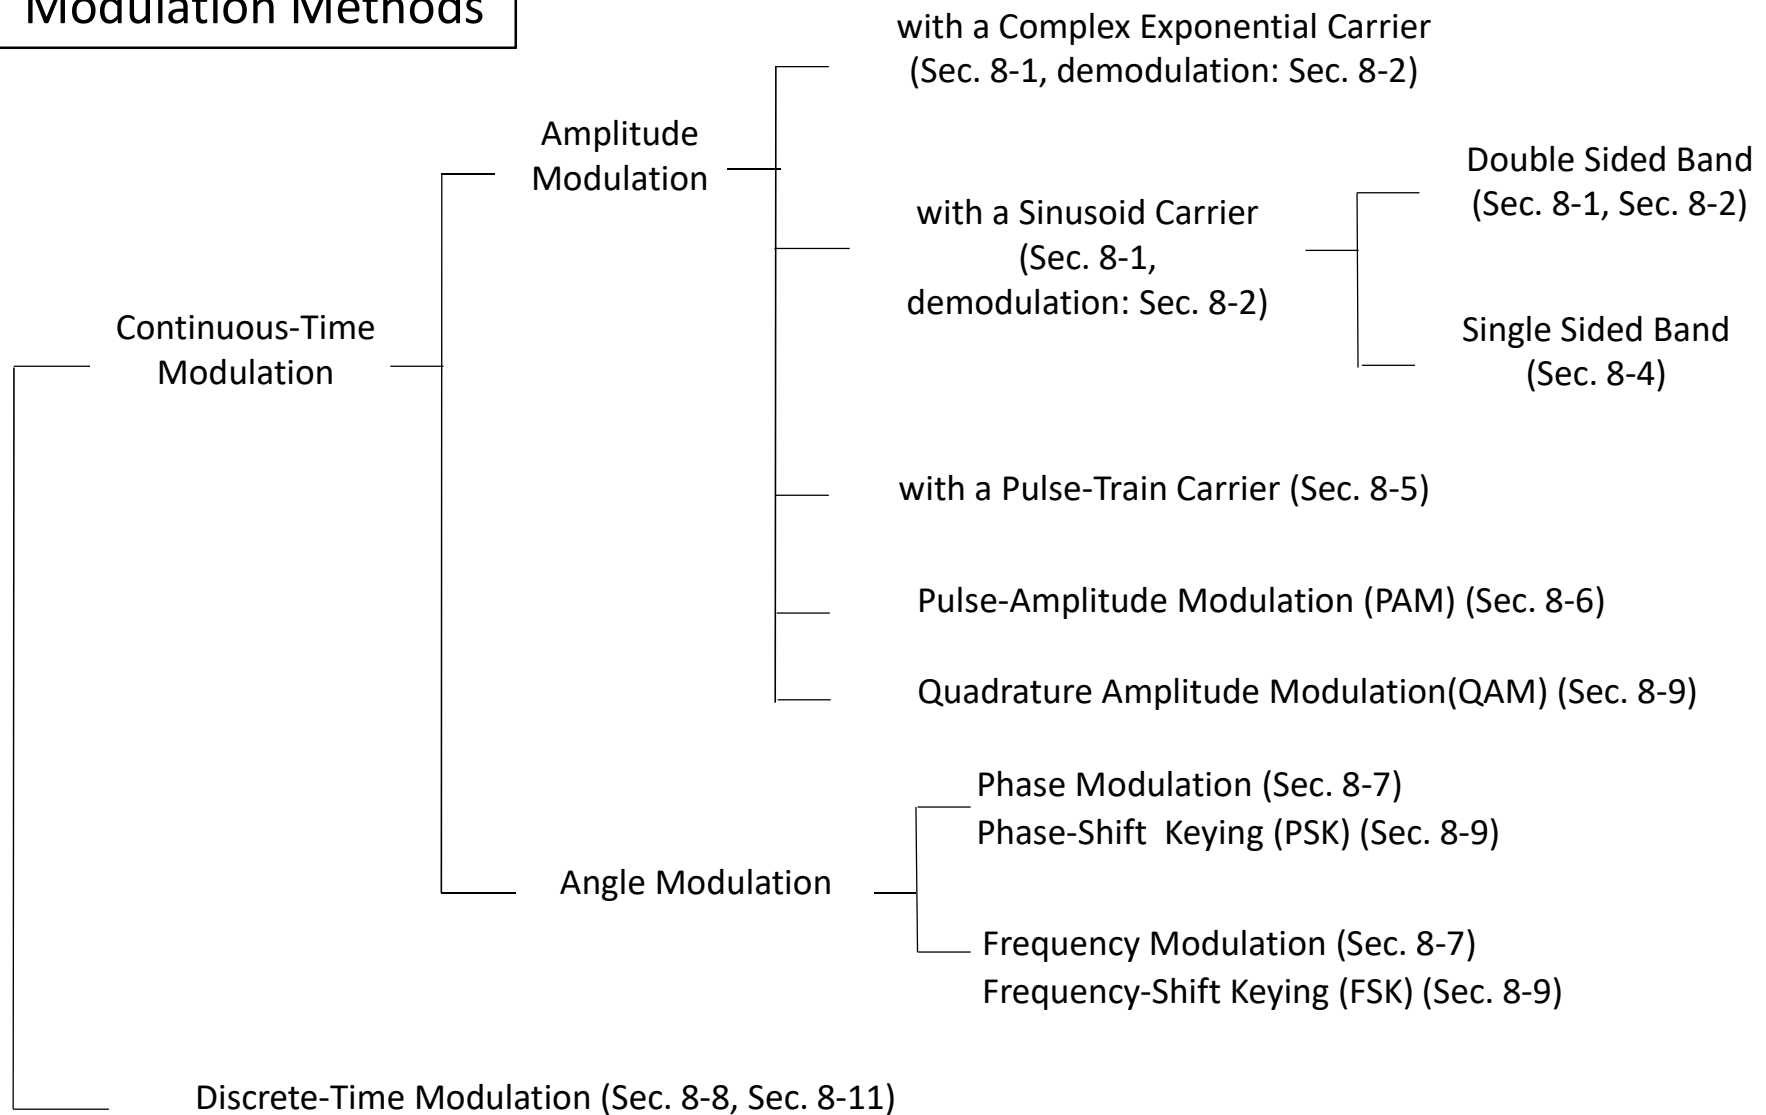 Modulation Methods
with a Complex Exponential Carrier
(Sec. 8-1, demodulation: Sec. 8-2)
Amplitude
Modulation
Double Sided Band
(Sec. 8-1, Sec. 8-2)
with a Sinusoid Carrier
(Sec. 8-1,
demodulation: Sec. 8-2)
Continuous-Time
Modulation
Single Sided Band
(Sec. 8-4)
with a Pulse-Train Carrier (Sec. 8-5)
Pulse-Amplitude Modulation (PAM) (Sec. 8-6)
Quadrature Amplitude Modulation(QAM) (Sec. 8-9)
Phase Modulation (Sec. 8-7)
Phase-Shift  Keying (PSK) (Sec. 8-9)
Angle Modulation
Frequency Modulation (Sec. 8-7)
Frequency-Shift Keying (FSK) (Sec. 8-9)
Discrete-Time Modulation (Sec. 8-8, Sec. 8-11)